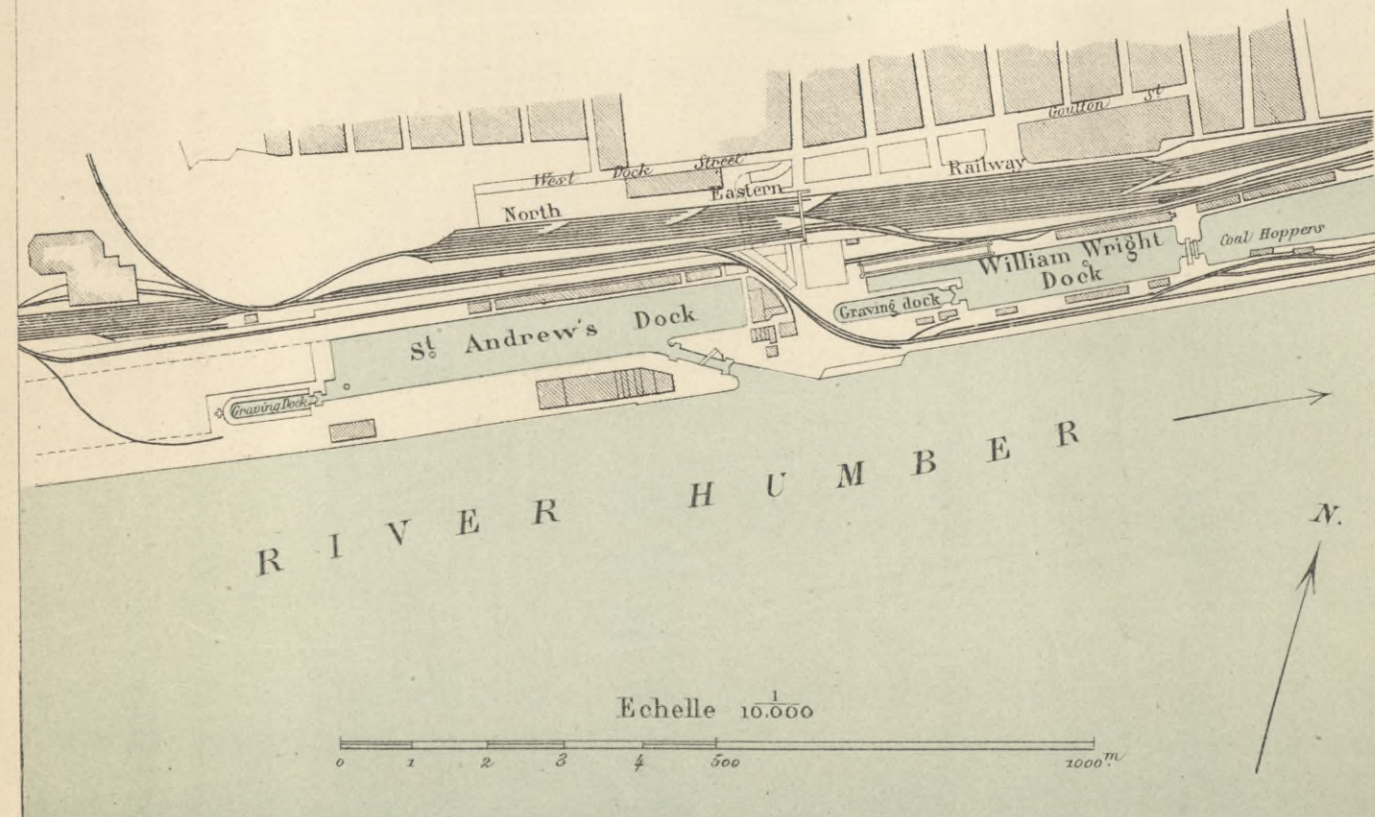 Goulton St
West Dock Street
North Eastern Railway
Coal Hoppers
William Wright
Dock
Graving dock
St. Andrew's Dock
Graving Dock
RIVER HUMBER
N.
Echelle 1/10.000
0 1 2 3 4 500 1000 m.